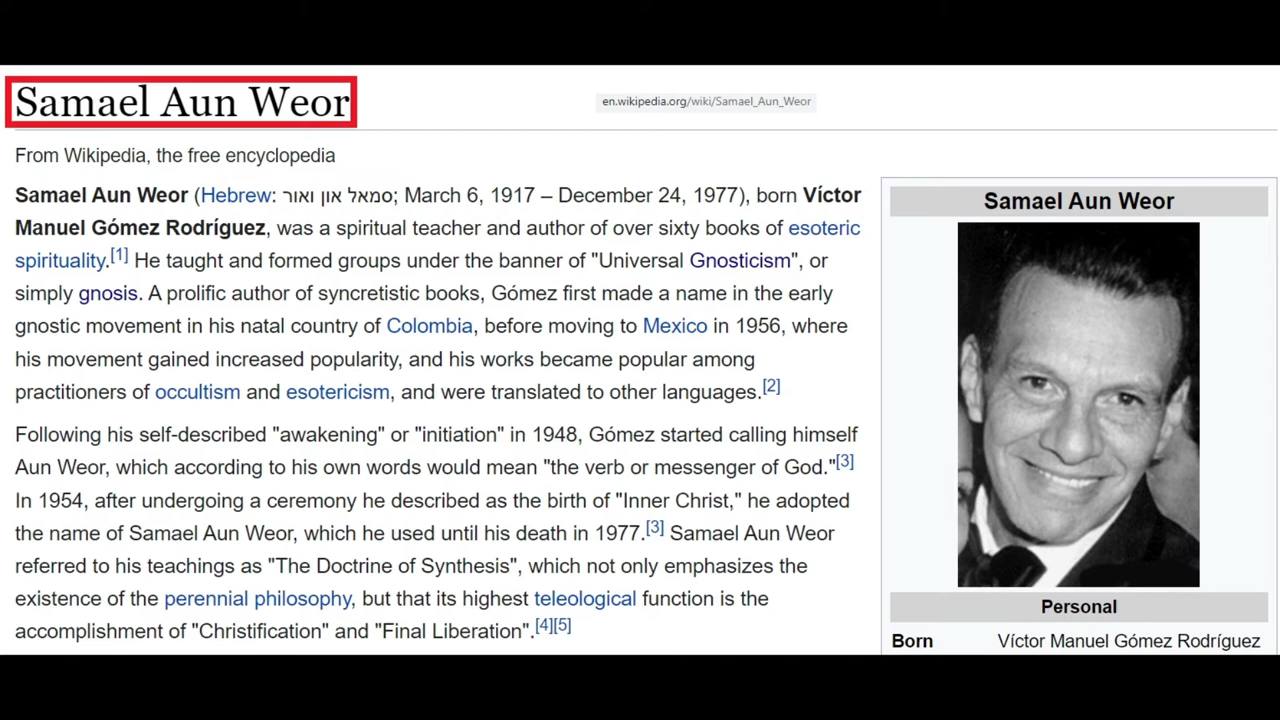 Samael Aun Weor
en.wikipedia.org/wiki/Samael_Aun_Weor
From Wikipedia, the free encyclopedia
Samael Aun Weor (Hebrew: סמאל און ואור; March 6, 1917 – December 24, 1977), born Víctor
Manuel Gómez Rodríguez, was a spiritual teacher and author of over sixty books of esoteric
spirituality.[1] He taught and formed groups under the banner of "Universal Gnosticism", or
simply gnosis. A prolific author of syncretistic books, Gómez first made a name in the early
gnostic movement in his natal country of Colombia, before moving to Mexico in 1956, where
his movement gained increased popularity, and his works became popular among
practitioners of occultism and esotericism, and were translated to other languages.[2]
Following his self-described "awakening" or "initiation" in 1948, Gómez started calling himself
Aun Weor, which according to his own words would mean "the verb or messenger of God."[3]
In 1954, after undergoing a ceremony he described as the birth of "Inner Christ," he adopted
the name of Samael Aun Weor, which he used until his death in 1977.[3] Samael Aun Weor
referred to his teachings as "The Doctrine of Synthesis", which not only emphasizes the
existence of the perennial philosophy, but that its highest teleological function is the
accomplishment of "Christification" and "Final Liberation".[4][5]
Samael Aun Weor
Personal
Born Víctor Manuel Gómez Rodríguez